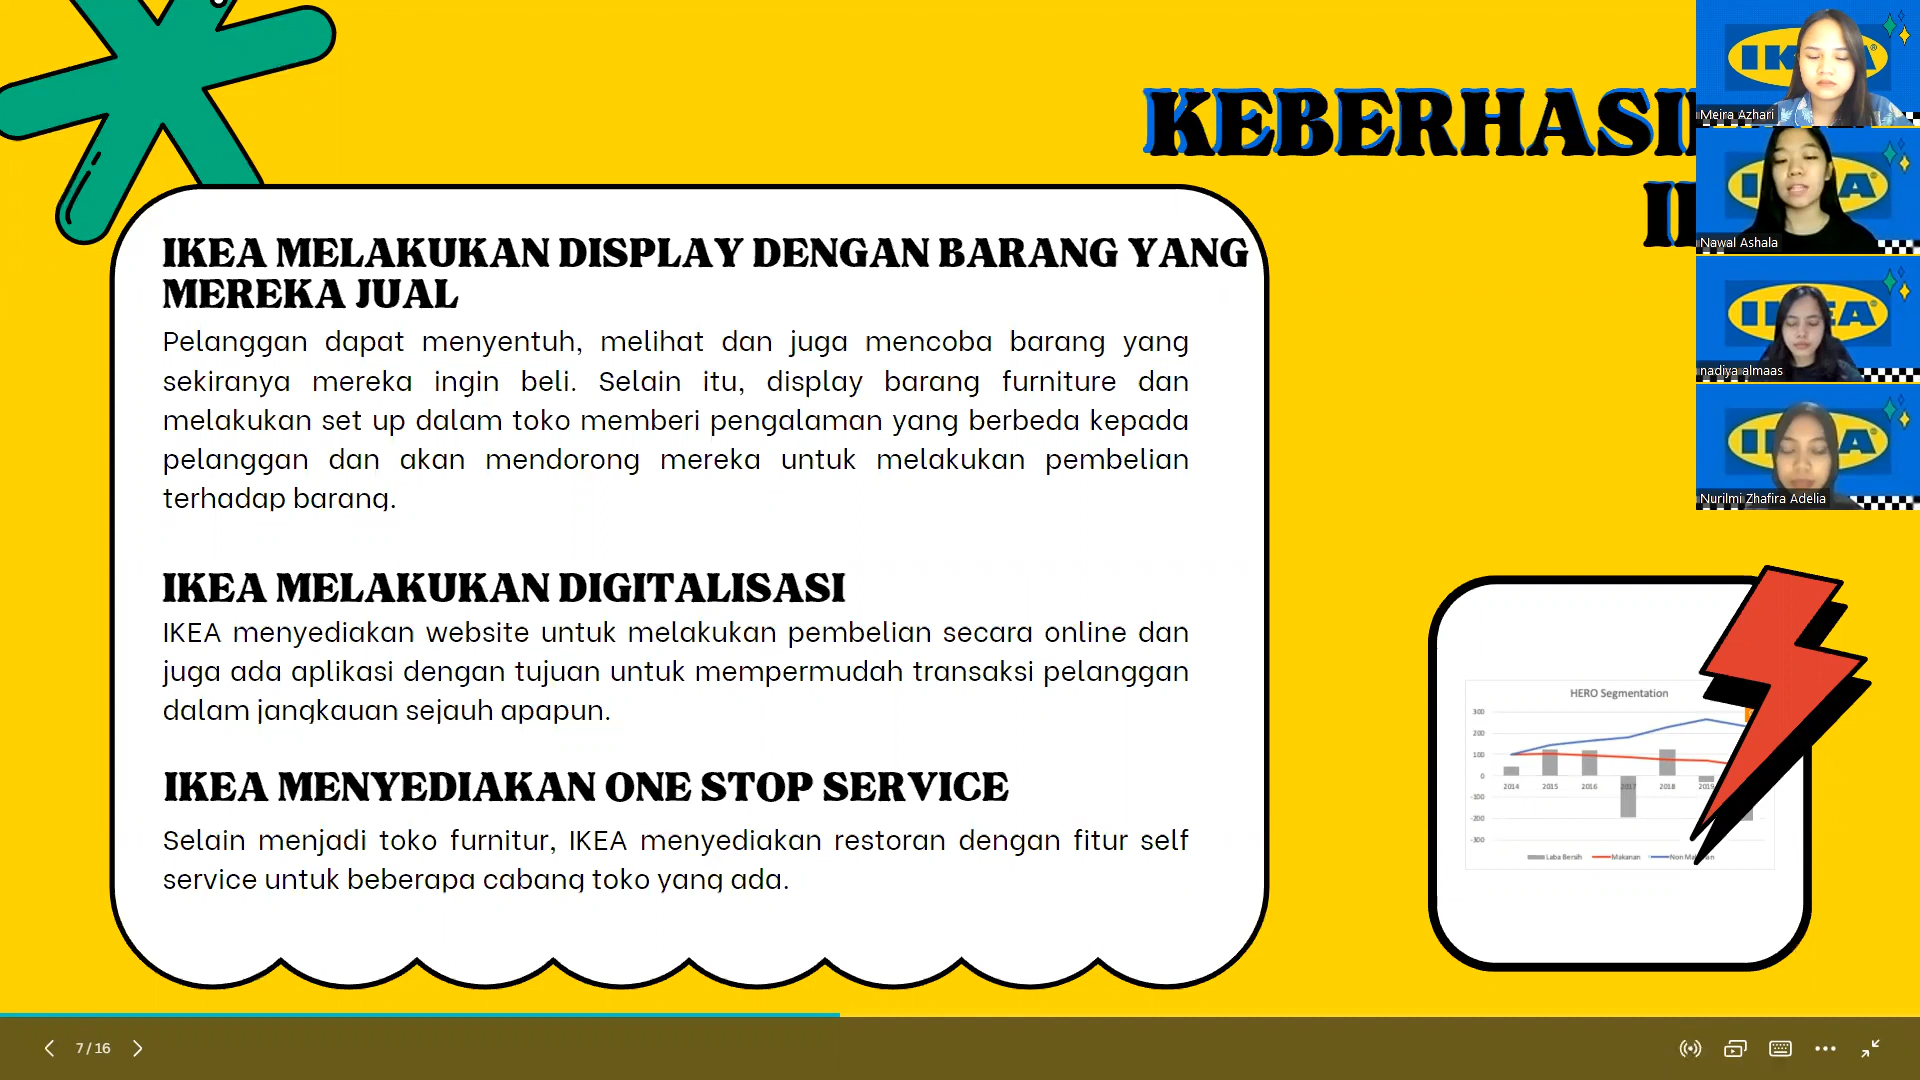 KEBERHASI
IKEA MELAKUKAN DISPLAY DENGAN BARANG YANG
MEREKA JUAL
Pelanggan dapat menyentuh, melihat dan juga mencoba barang yang
sekiranya mereka ingin beli. Selain itu, display barang furniture dan
melakukan set up dalam toko memberi pengalaman yang berbeda kepada
pelanggan dan akan mendorong mereka untuk melakukan pembelian
terhadap barang.
IKEA MELAKUKAN DIGITALISASI
IKEA menyediakan website untuk melakukan pembelian secara online dan
juga ada aplikasi dengan tujuan untuk mempermudah transaksi pelanggan
dalam jangkauan sejauh apapun.
IKEA MENYEDIAKAN ONE STOP SERVICE
Selain menjadi toko furnitur, IKEA menyediakan restoran dengan fitur self
service untuk beberapa cabang toko yang ada.
Meira Azhari
Nawal Ashala
nadiya almaas
Nurilmi Zhafira Adelia
HERO Segmentation
300
200
100
0
-100
-200
-300
2014 2015 2016 2017 2018 2019
Laba Bersih Makanan Non
7 / 16